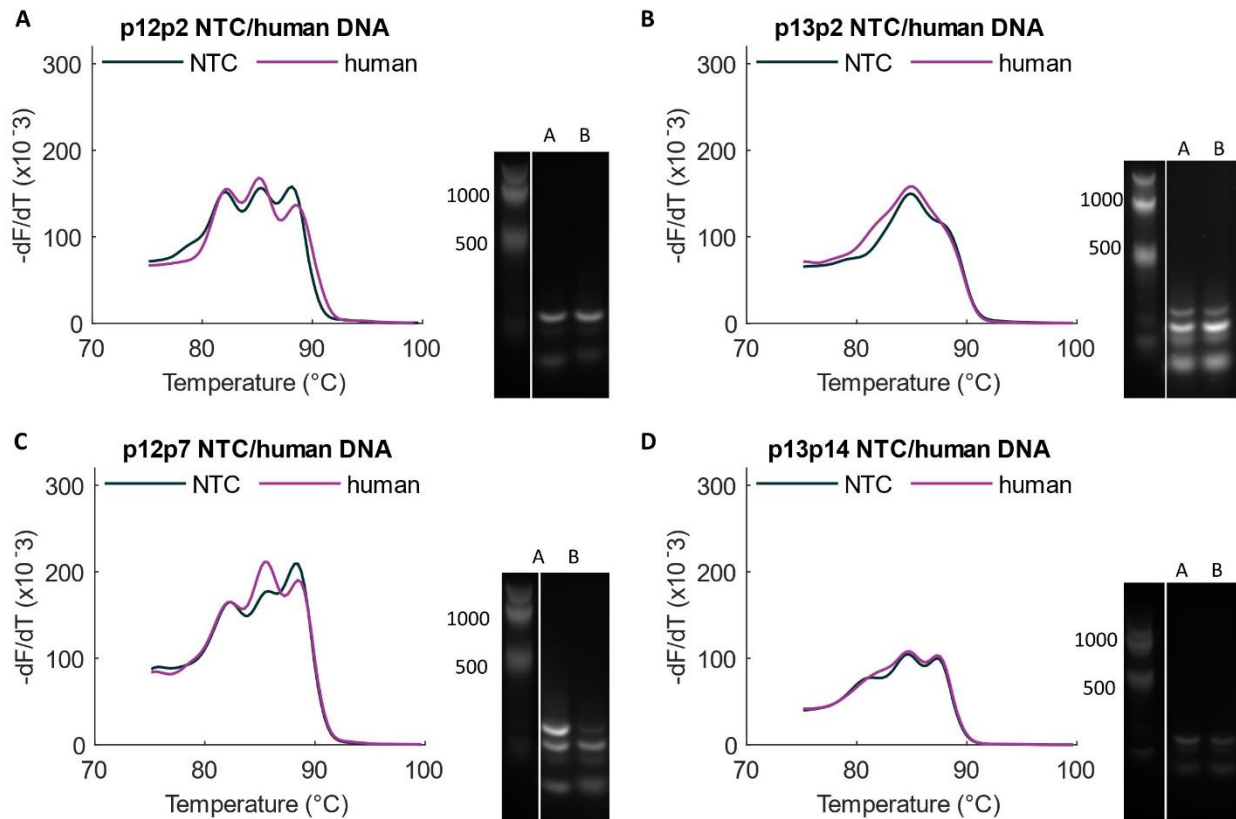 A
p12p2 NTC/human DNA
NTC human
300
200
100
0
70 80 90 100
-dF/dT (x10⁻3)
Temperature (°C)
A B
1000
500
B
p13p2 NTC/human DNA
NTC human
300
200
100
0
70 80 90 100
-dF/dT (x10⁻3)
Temperature (°C)
A B
1000
500
C
p12p7 NTC/human DNA
NTC human
300
200
100
0
70 80 90 100
-dF/dT (x10⁻3)
Temperature (°C)
A B
1000
500
D
p13p14 NTC/human DNA
NTC human
300
200
100
0
70 80 90 100
-dF/dT (x10⁻3)
Temperature (°C)
A B
1000
500